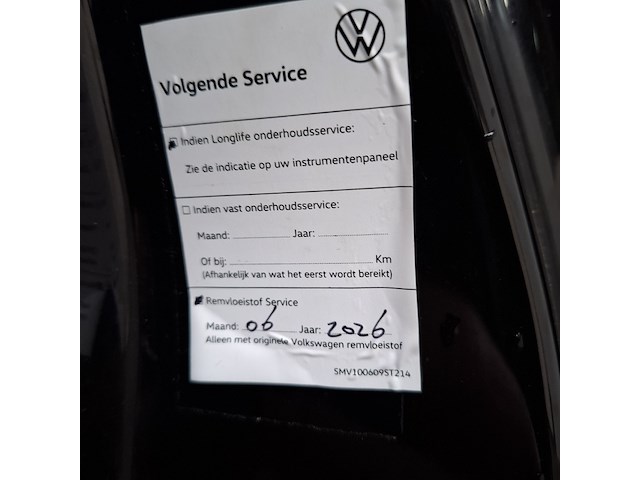 Volgende Service
Indien Longlife onderhoudsservice:
Zie de indicatie op uw instrumentenpaneel
Indien vast onderhoudsservice:
Maand: Jaar:
Of bij: Km
(Afhankelijk van wat het eerst wordt bereikt)
Remvloeistof Service
Maand: 06 Jaar: 2026
Alleen met originele Volkswagen remvloeistof
5MV100609ST214